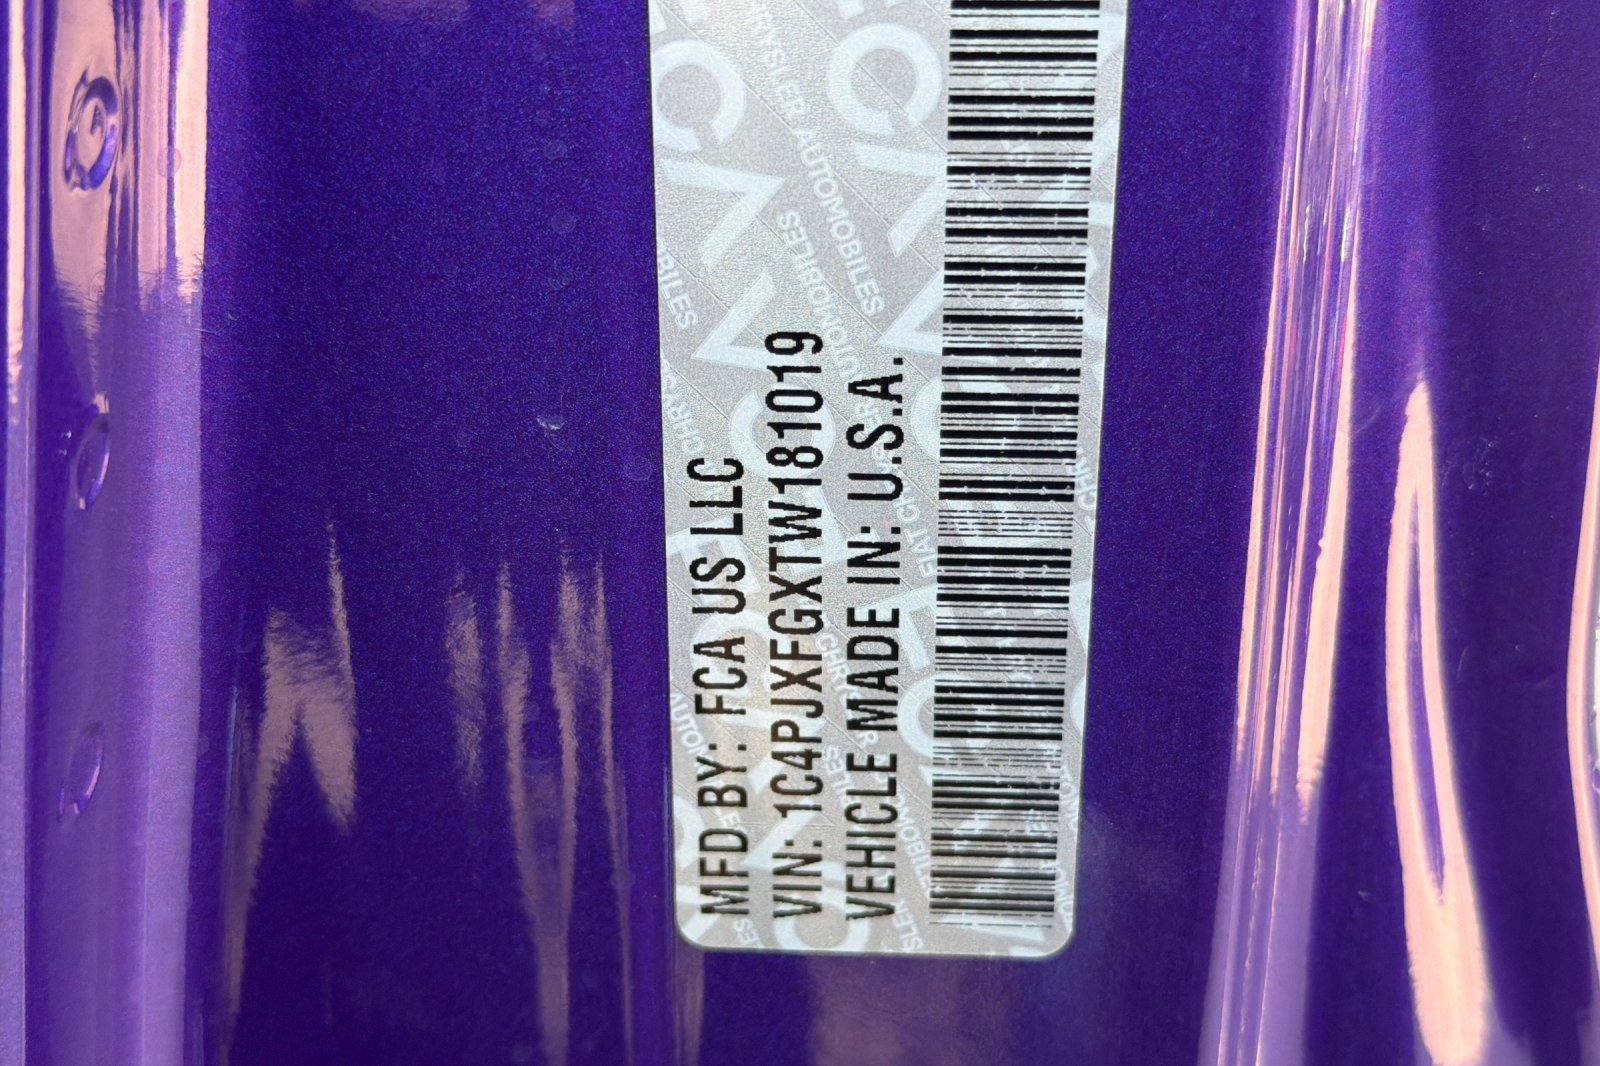 MFD BY: FCA US LLC
VIN: 1C4PJXFGXTW181019
VEHICLE MADE IN: U.S.A.